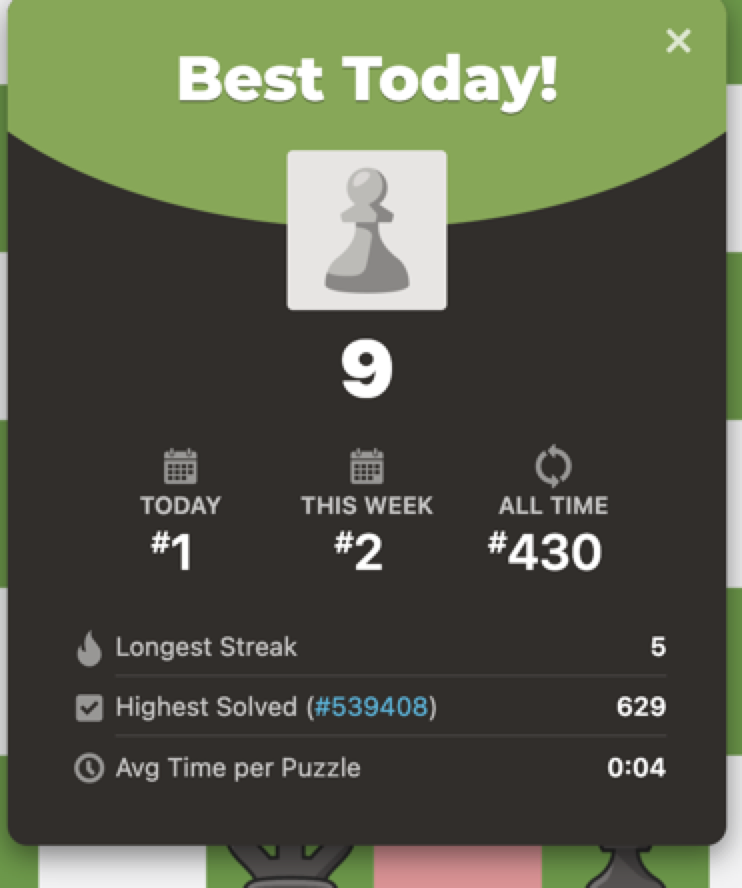 Best Today!
9
TODAY THIS WEEK ALL TIME
#1 #2 #430
Longest Streak 5
Highest Solved (#539408) 629
Avg Time per Puzzle 0:04